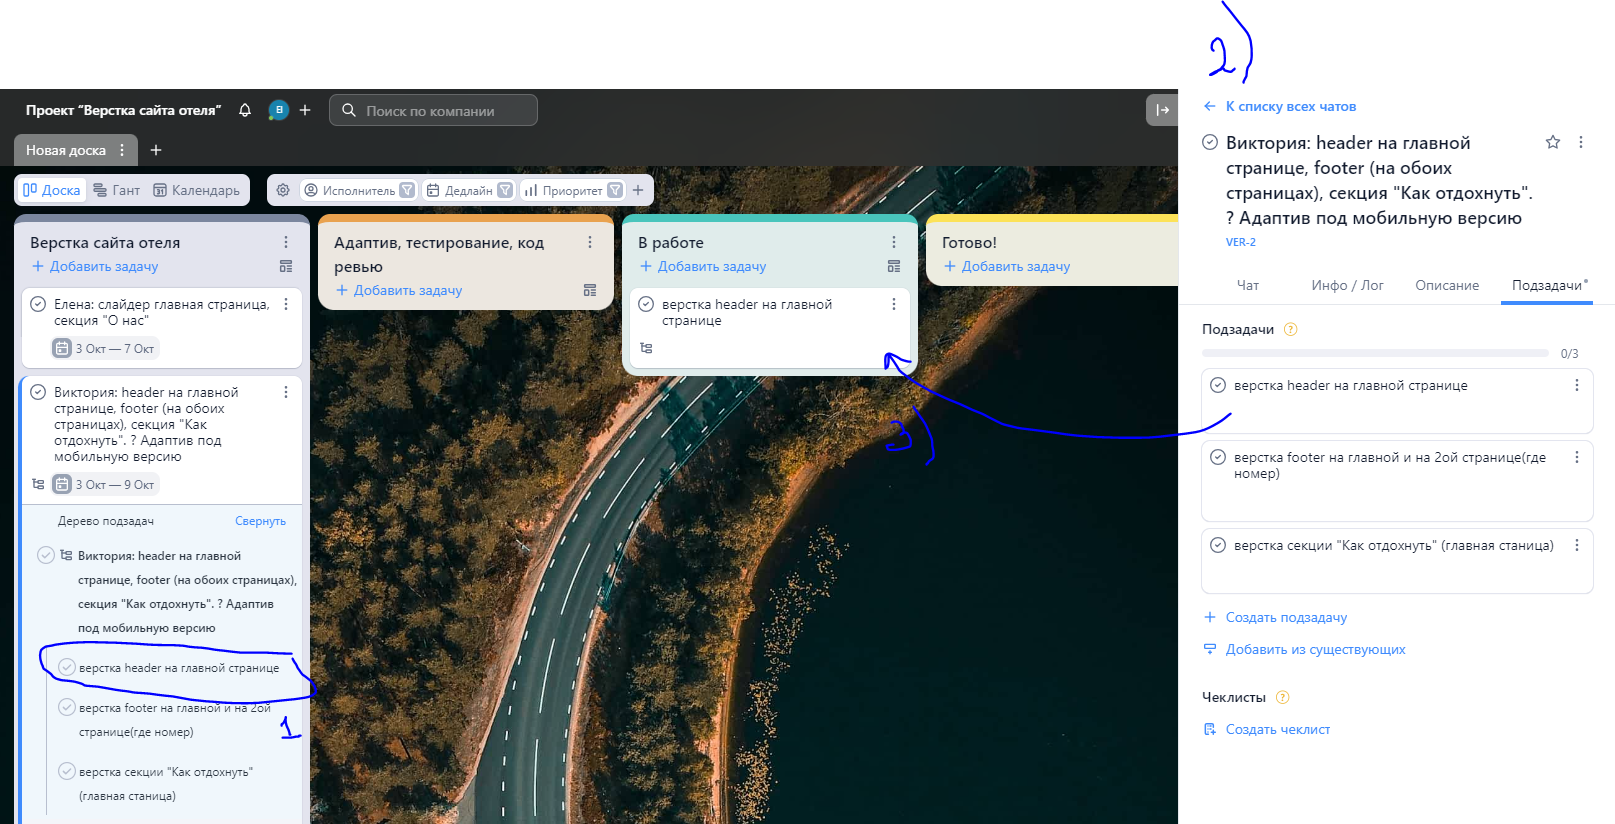 2)
Проект “Верстка сайта отеля”
В
Поиск по компании
Новая доска
Доска
Гант
31
Календарь
Исполнитель
Дедлайн
Приоритет
Верстка сайта отеля
Добавить задачу
Елена: слайдер главная страница,
секция "О нас"
3 Окт — 7 Окт
Виктория: header на главной
странице, footer (на обоих
страницах), секция "Как
отдохнуть". ? Адаптив под
мобильную версию
3 Окт — 9 Окт
Дерево подзадач
Свернуть
Виктория: header на главной
странице, footer (на обоих страницах),
секция "Как отдохнуть". ? Адаптив
под мобильную версию
верстка header на главной странице
верстка footer на главной и на 2ой
странице(где номер)
1
верстка секции "Как отдохнуть"
(главная станица)
Адаптив, тестирование, код
ревью
Добавить задачу
В работе
Добавить задачу
верстка header на главной
странице
3)
Готово!
Добавить задачу
К списку всех чатов
Виктория: header на главной
странице, footer (на обоих
страницах), секция "Как отдохнуть".
? Адаптив под мобильную версию
VER-2
Чат
Инфо / Лог
Описание
Подзадачи
Подзадачи ?
0/3
верстка header на главной странице
верстка footer на главной и на 2ой странице(где
номер)
верстка секции "Как отдохнуть" (главная станица)
Создать подзадачу
Добавить из существующих
Чеклисты ?
Создать чеклист